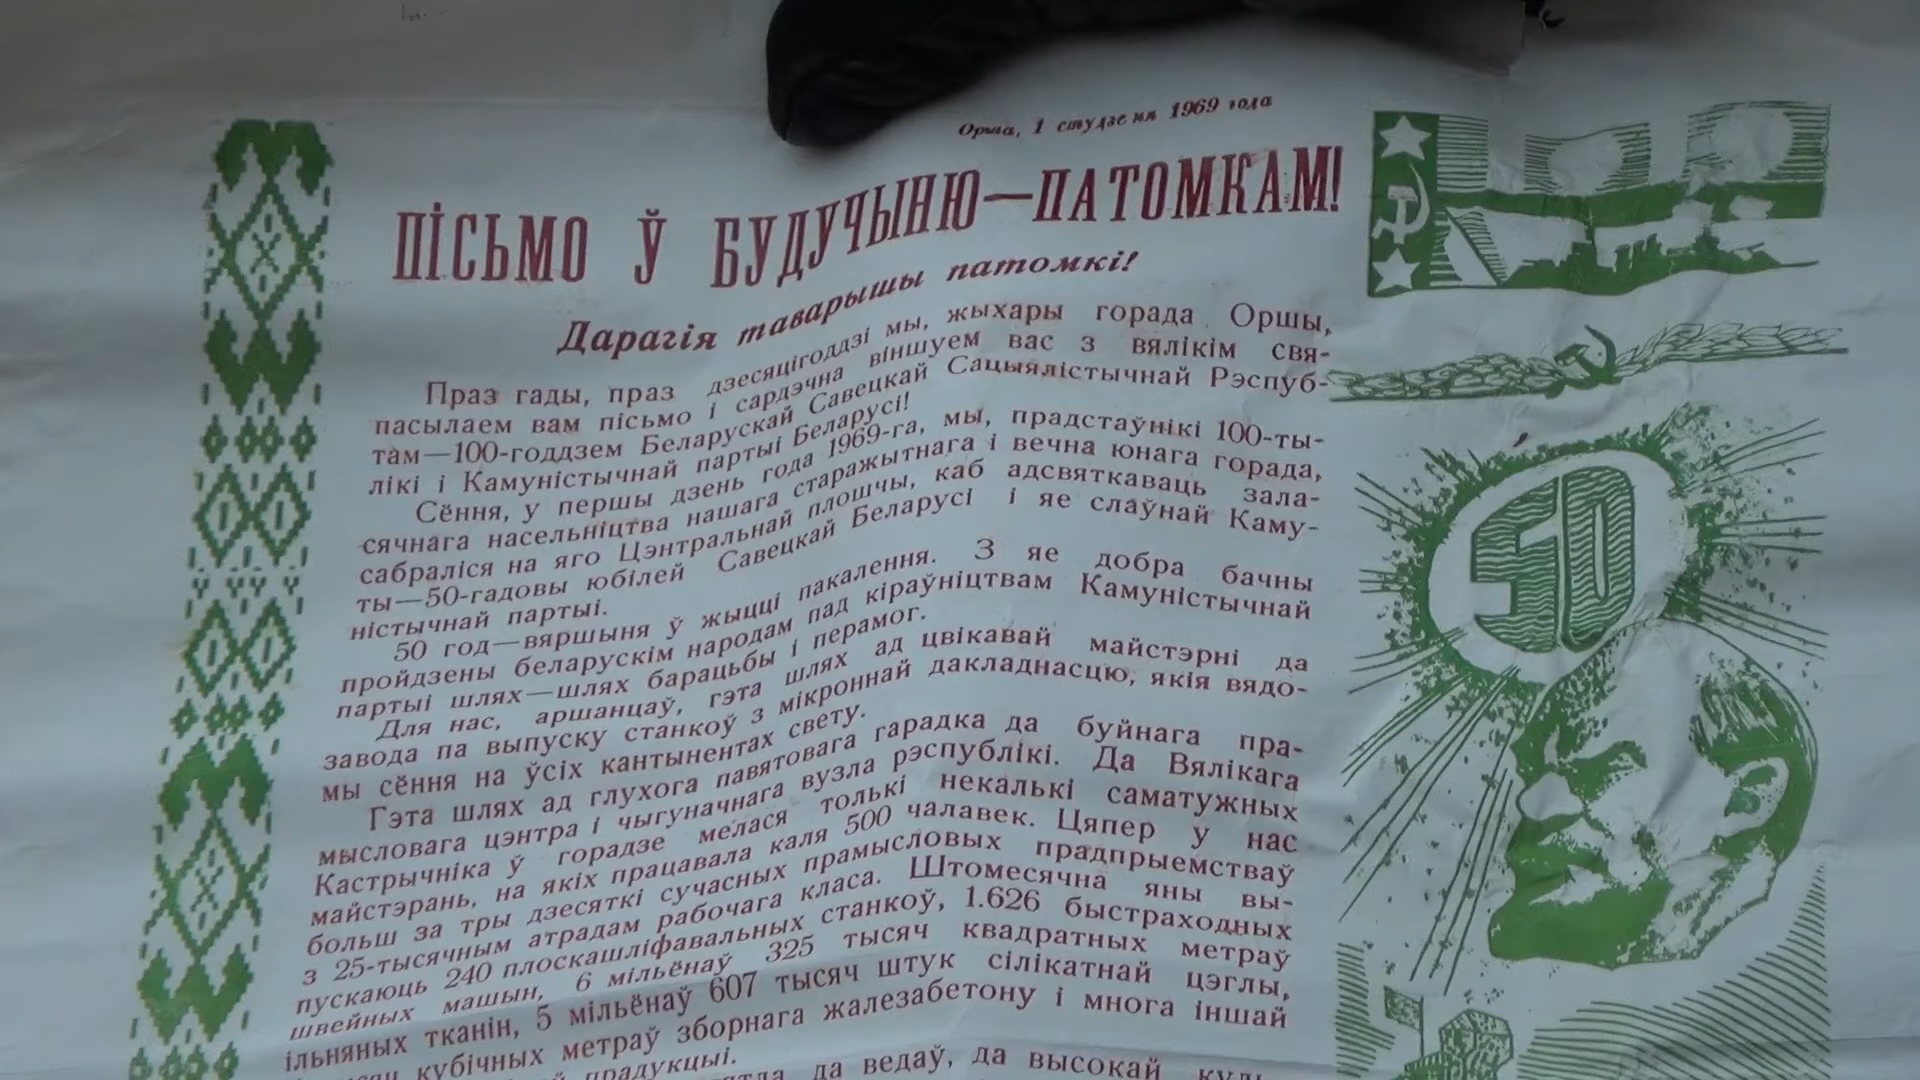 Орша, 1 студзеня 1969 года
ПІСЬМО Ў БУДУЧЫНЮ—ПАТОМКАМ!
Дарагія таварышы патомкі!
Праз гады, праз дзесяцігоддзі мы, жыхары горада Оршы,
пасылаем вам пісьмо і сардэчна віншуем вас з вялікім свя-
там—100-годдзем Беларускай Савецкай Сацыялістычнай Рэспуб-
лікі і Камуністычнай партыі Беларусі!
Сёння, у першы дзень года 1969-га, мы, прадстаўнікі 100-ты-
сячнага насельніцтва нашага старажытнага і вечна юнага горада,
сабраліся на яго Цэнтральнай плошчы, каб адсвяткаваць зала-
ты—50-гадовы юбілей Савецкай Беларусі і яе слаўнай Каму-
ністычнай партыі.
50 год—вяршыня ў жыцці пакалення. З яе добра бачны
пройдзены беларускім народам пад кіраўніцтвам Камуністычнай
партыі шлях—шлях барацьбы і перамог.
Для нас, аршанцаў, гэта шлях ад цвікавай майстэрні да
завода па выпуску станкоў з мікроннай дакладнасцю, якія вядо-
мы сёння на ўсіх кантынентах свету.
Гэта шлях ад глухога павятовага гарадка да буйнага пра-
мысловага цэнтра і чыгуначнага вузла рэспублікі. Да Вялікага
Кастрычніка ў горадзе мелася толькі некалькі саматужных
майстэрань, на якіх працавала каля 500 чалавек. Цяпер у нас
больш за тры дзесяткі сучасных прамысловых прадпрыемстваў
з 25-тысячным атрадам рабочага класа. Штомесячна яны вы-
пускаюць 240 плоскашліфавальных станкоў, 1.626 быстраходных
швейных машын, 6 мільёнаў 325 тысяч квадратных метраў
ільняных тканін, 5 мільёнаў 607 тысяч штук сілікатнай цэглы,
кубічных метраў зборнага жалезабетону і многа іншай
прадукцыі.
да ведаў, да высокай
50